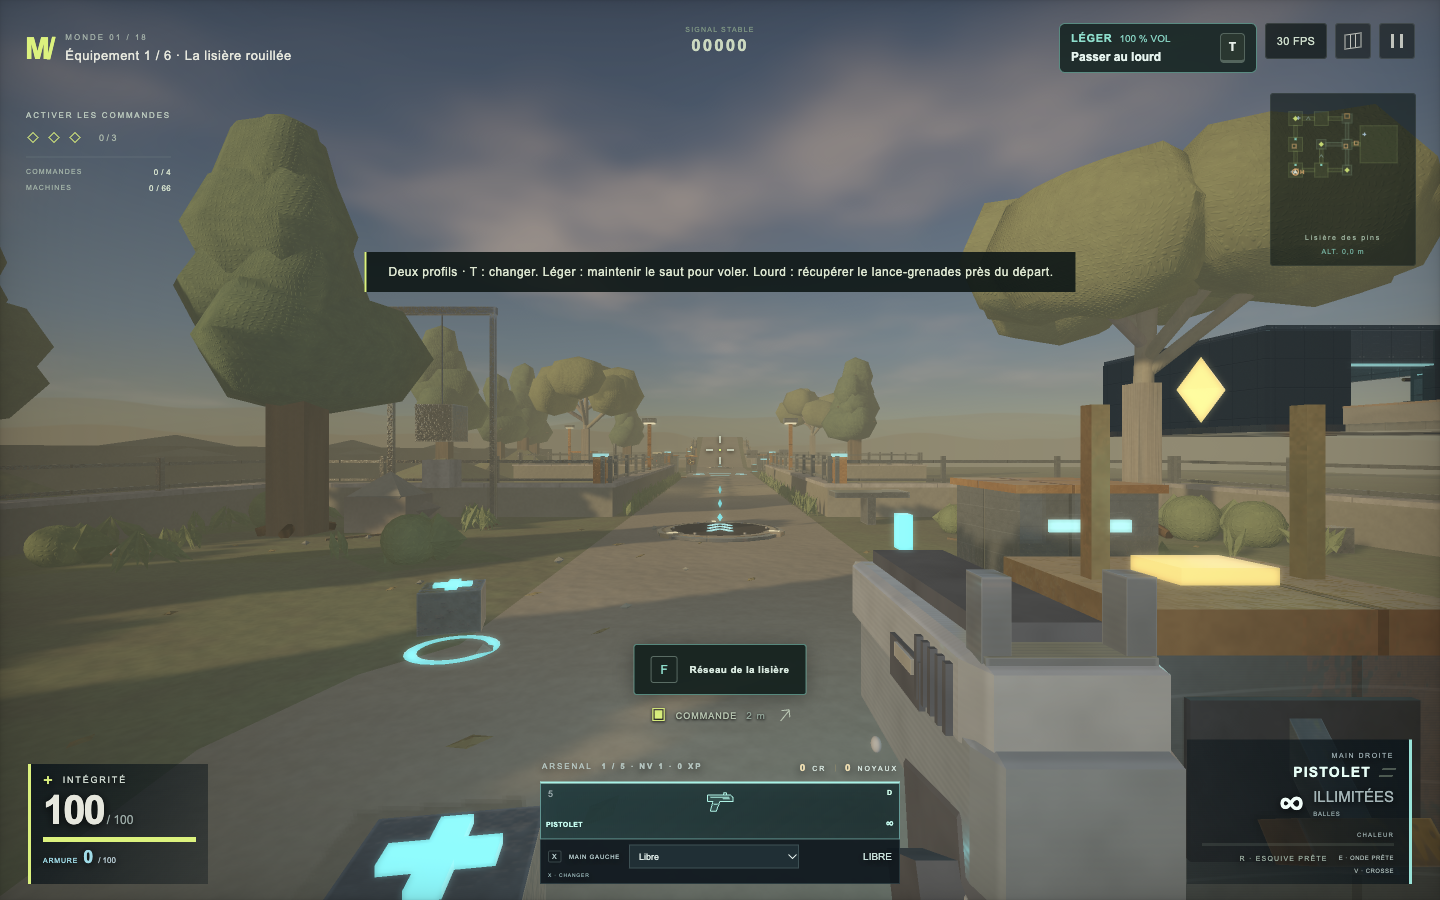 MONDE 01 / 18
Équipement 1 / 6 · La lisière rouillée
SIGNAL STABLE
00000
LÉGER 100 % VOL
Passer au lourd
T
30 FPS
ACTIVER LES COMMANDES
0 / 3
COMMANDES 0 / 4
MACHINES 0 / 66
Lisière des pins
ALT. 0,0 m
Deux profils · T : changer. Léger : maintenir le saut pour voler. Lourd : récupérer le lance-grenades près du départ.
F Réseau de la lisière
COMMANDE 2 m
INTÉGRITÉ
100 / 100
ARMURE 0 / 100
ARSENAL 1 / 5 · NV 1 · 0 XP
0 CR 0 NOYAUX
5 D
PISTOLET ∞
X MAIN GAUCHE Libre LIBRE
X · CHANGER
MAIN DROITE
PISTOLET
∞ ILLIMITÉES
BALLES
CHALEUR
R · ESQUIVE PRÊTE E · ONDE PRÊTE
V · CROSSE